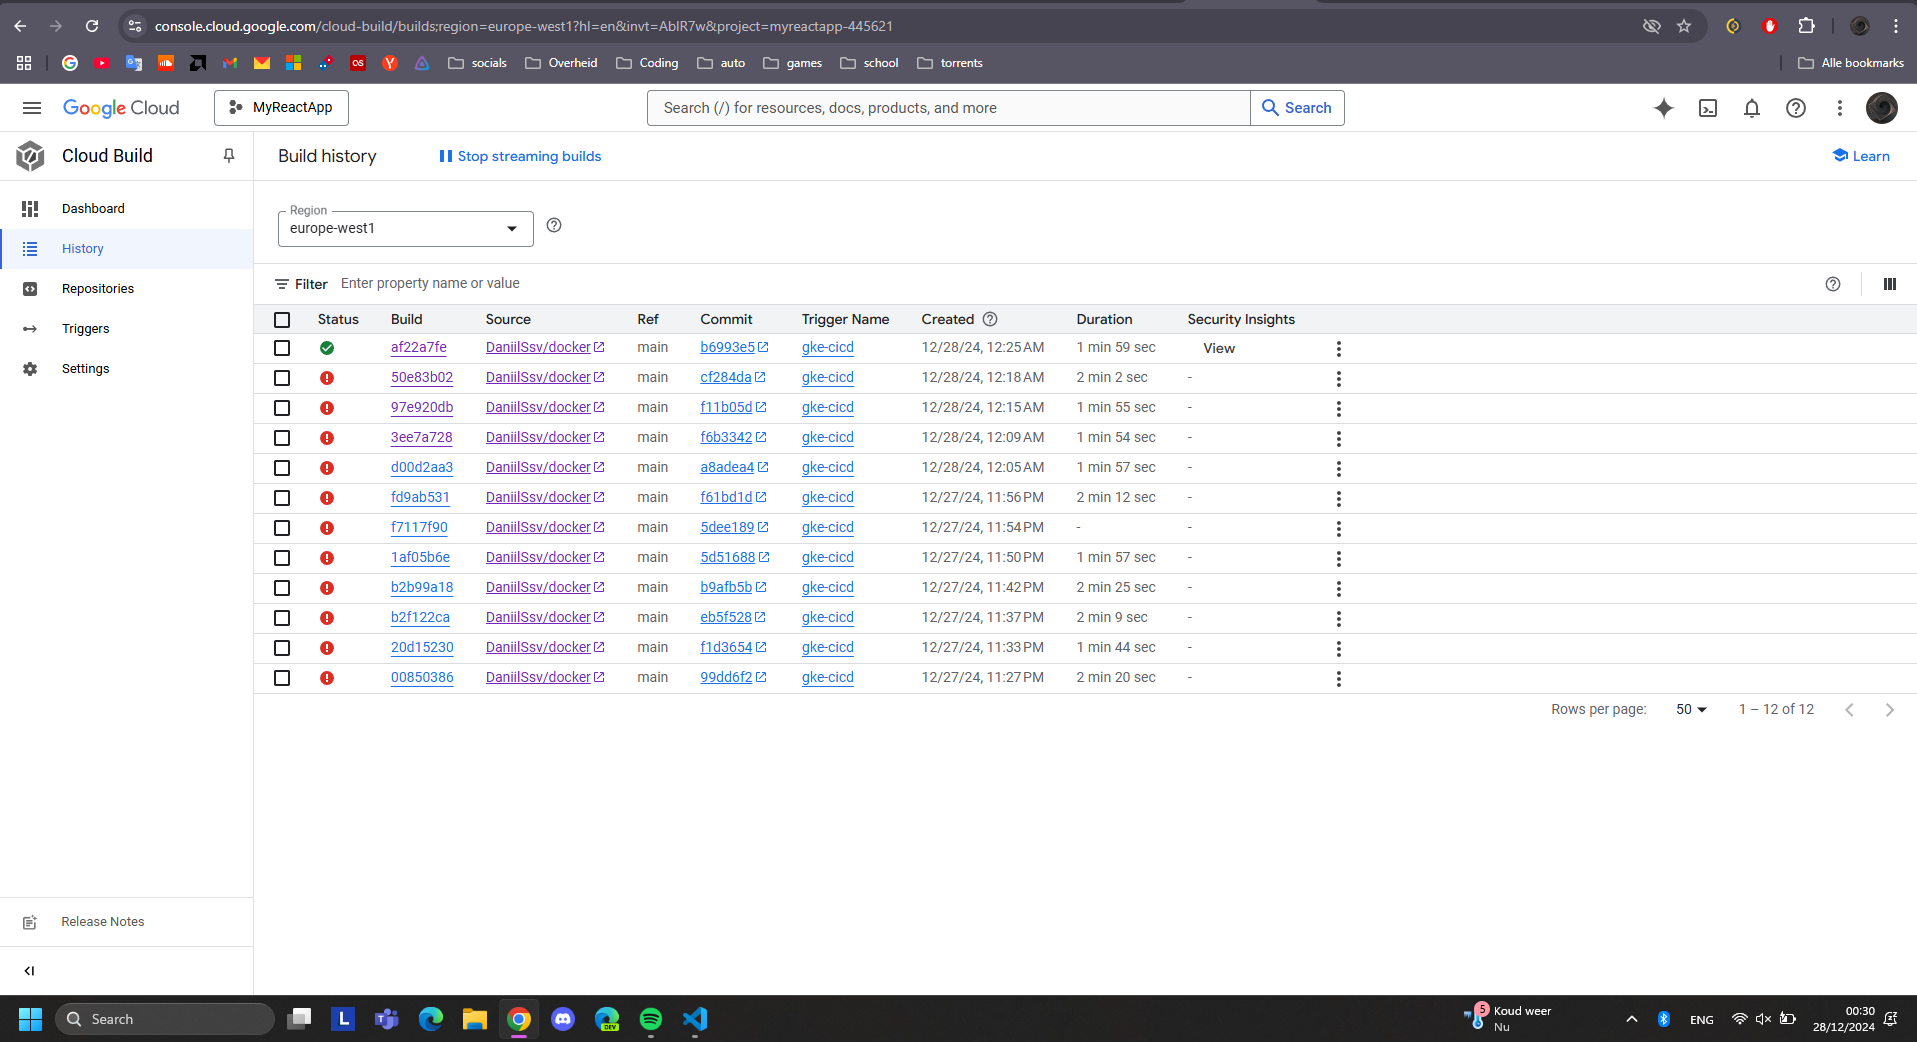 console.cloud.google.com/cloud-build/builds;region=europe-west1?hl=en&invt=AblR7w&project=myreactapp-445621
socials Overheid Coding auto games school torrents Alle bookmarks
Google Cloud MyReactApp Search (/) for resources, docs, products, and more Search
Cloud Build Build history Stop streaming builds Learn
Dashboard
History
Repositories
Triggers
Settings
Release Notes
Region
europe-west1
Filter Enter property name or value
Status Build Source Ref Commit Trigger Name Created Duration Security Insights
af22a7fe DaniilSsv/docker main b6993e5 gke-cicd 12/28/24, 12:25 AM 1 min 59 sec View
50e83b02 DaniilSsv/docker main cf284da gke-cicd 12/28/24, 12:18 AM 2 min 2 sec -
97e920db DaniilSsv/docker main f11b05d gke-cicd 12/28/24, 12:15 AM 1 min 55 sec -
3ee7a728 DaniilSsv/docker main f6b3342 gke-cicd 12/28/24, 12:09 AM 1 min 54 sec -
d00d2aa3 DaniilSsv/docker main a8adea4 gke-cicd 12/28/24, 12:05 AM 1 min 57 sec -
fd9ab531 DaniilSsv/docker main f61bd1d gke-cicd 12/27/24, 11:56 PM 2 min 12 sec -
f7117f90 DaniilSsv/docker main 5dee189 gke-cicd 12/27/24, 11:54 PM - -
1af05b6e DaniilSsv/docker main 5d51688 gke-cicd 12/27/24, 11:50 PM 1 min 57 sec -
b2b99a18 DaniilSsv/docker main b9afb5b gke-cicd 12/27/24, 11:42 PM 2 min 25 sec -
b2f122ca DaniilSsv/docker main eb5f528 gke-cicd 12/27/24, 11:37 PM 2 min 9 sec -
20d15230 DaniilSsv/docker main f1d3654 gke-cicd 12/27/24, 11:33 PM 1 min 44 sec -
00850386 DaniilSsv/docker main 99dd6f2 gke-cicd 12/27/24, 11:27 PM 2 min 20 sec -
Rows per page: 50 1 – 12 of 12
Search L DEV 5 Koud weer ENG 00:30
Nu 28/12/2024